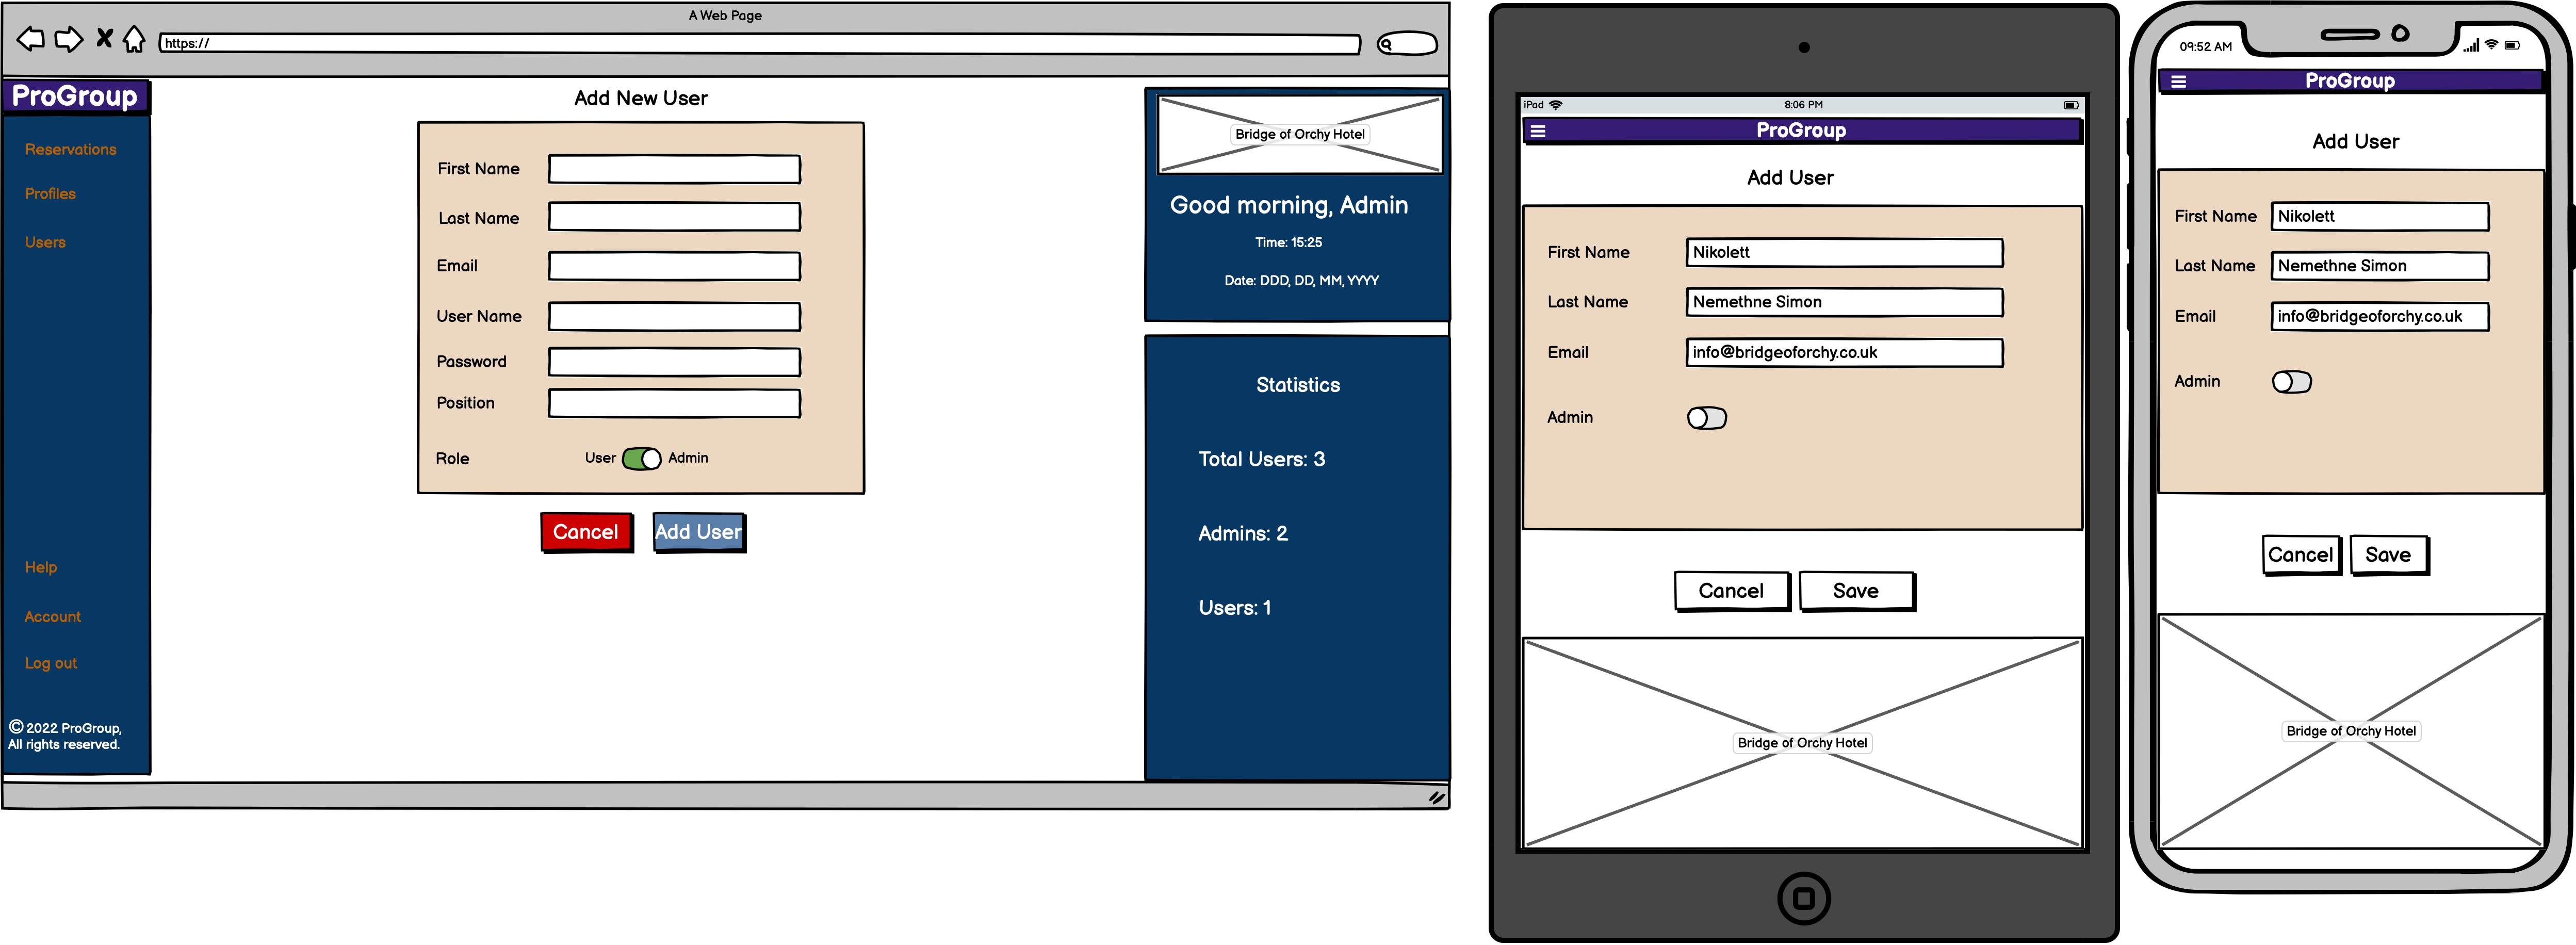 A Web Page
https://
ProGroup
Reservations
Profiles
Users
Help
Account
Log out
© 2022 ProGroup,
All rights reserved.
Add New User
First Name
Last Name
Email
User Name
Password
Position
Role User Admin
Cancel Add User
Bridge of Orchy Hotel
Good morning, Admin
Time: 15:25
Date: DDD, DD, MM, YYYY
Statistics
Total Users: 3
Admins: 2
Users: 1
iPad 8:06 PM
ProGroup
Add User
First Name Nikolett
Last Name Nemethne Simon
Email info@bridgeoforchy.co.uk
Admin
Cancel Save
Bridge of Orchy Hotel
09:52 AM
ProGroup
Add User
First Name Nikolett
Last Name Nemethne Simon
Email info@bridgeoforchy.co.uk
Admin
Cancel Save
Bridge of Orchy Hotel